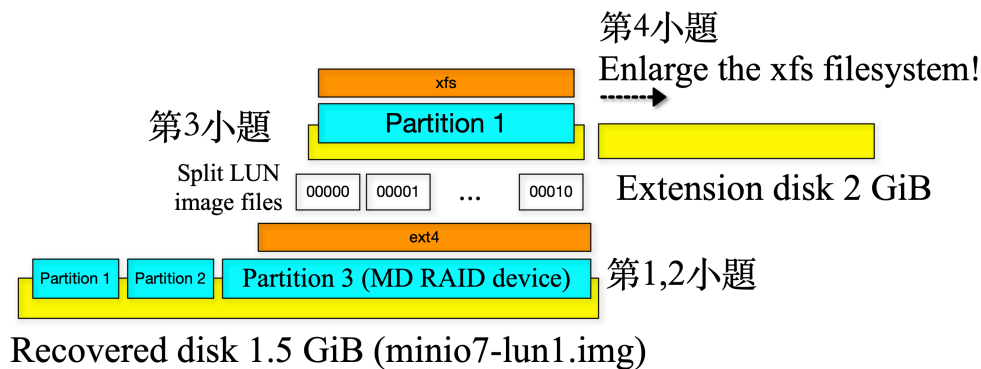 第4小題
Enlarge the xfs filesystem!
xfs
第3小題
Partition 1
Split LUN
image files
00000
00001
...
00010
Extension disk 2 GiB
ext4
Partition 1
Partition 2
Partition 3 (MD RAID device)
第1,2小題
Recovered disk 1.5 GiB (minio7-lun1.img)